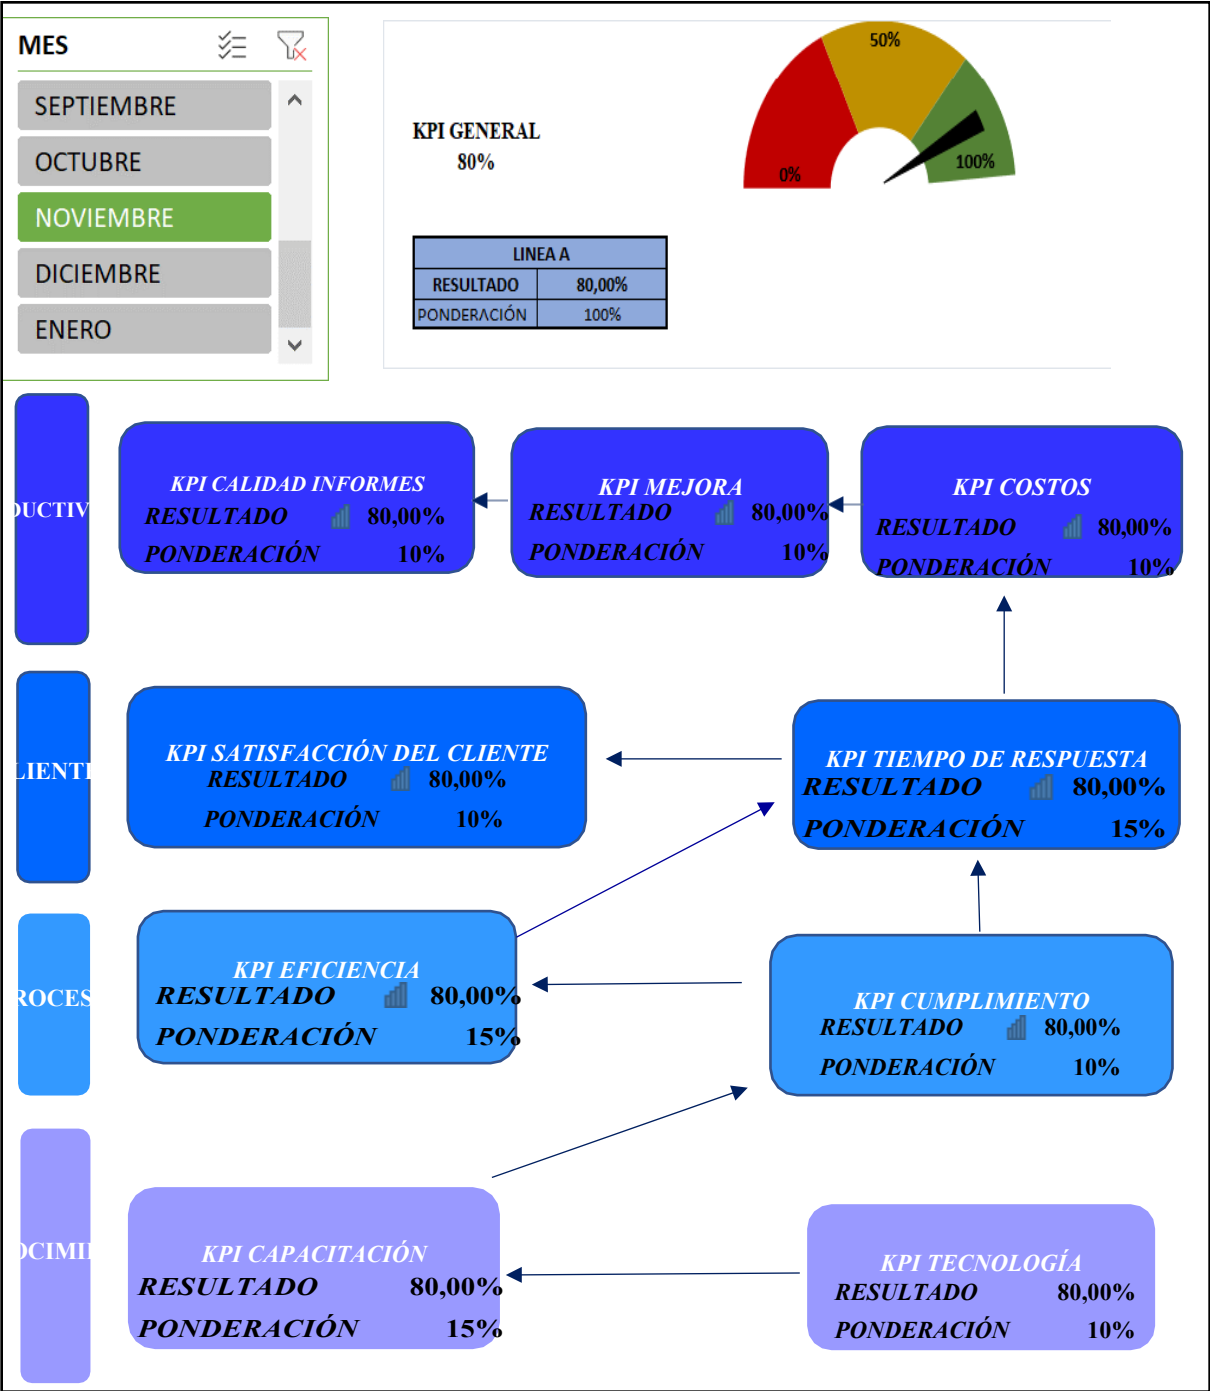 MES
SEPTIEMBRE
OCTUBRE
NOVIEMBRE
DICIEMBRE
ENERO
KPI GENERAL
80%
0%
50%
100%
LINEA A
RESULTADO 80,00%
PONDERACIÓN 100%
DUCTIV
KPI CALIDAD INFORMES
RESULTADO 80,00%
PONDERACIÓN 10%
KPI MEJORA
RESULTADO 80,00%
PONDERACIÓN 10%
KPI COSTOS
RESULTADO 80,00%
PONDERACIÓN 10%
LIENT
KPI SATISFACCIÓN DEL CLIENTE
RESULTADO 80,00%
PONDERACIÓN 10%
KPI TIEMPO DE RESPUESTA
RESULTADO 80,00%
PONDERACIÓN 15%
ROCES
KPI EFICIENCIA
RESULTADO 80,00%
PONDERACIÓN 15%
KPI CUMPLIMIENTO
RESULTADO 80,00%
PONDERACIÓN 10%
OCIMI
KPI CAPACITACIÓN
RESULTADO 80,00%
PONDERACIÓN 15%
KPI TECNOLOGÍA
RESULTADO 80,00%
PONDERACIÓN 10%